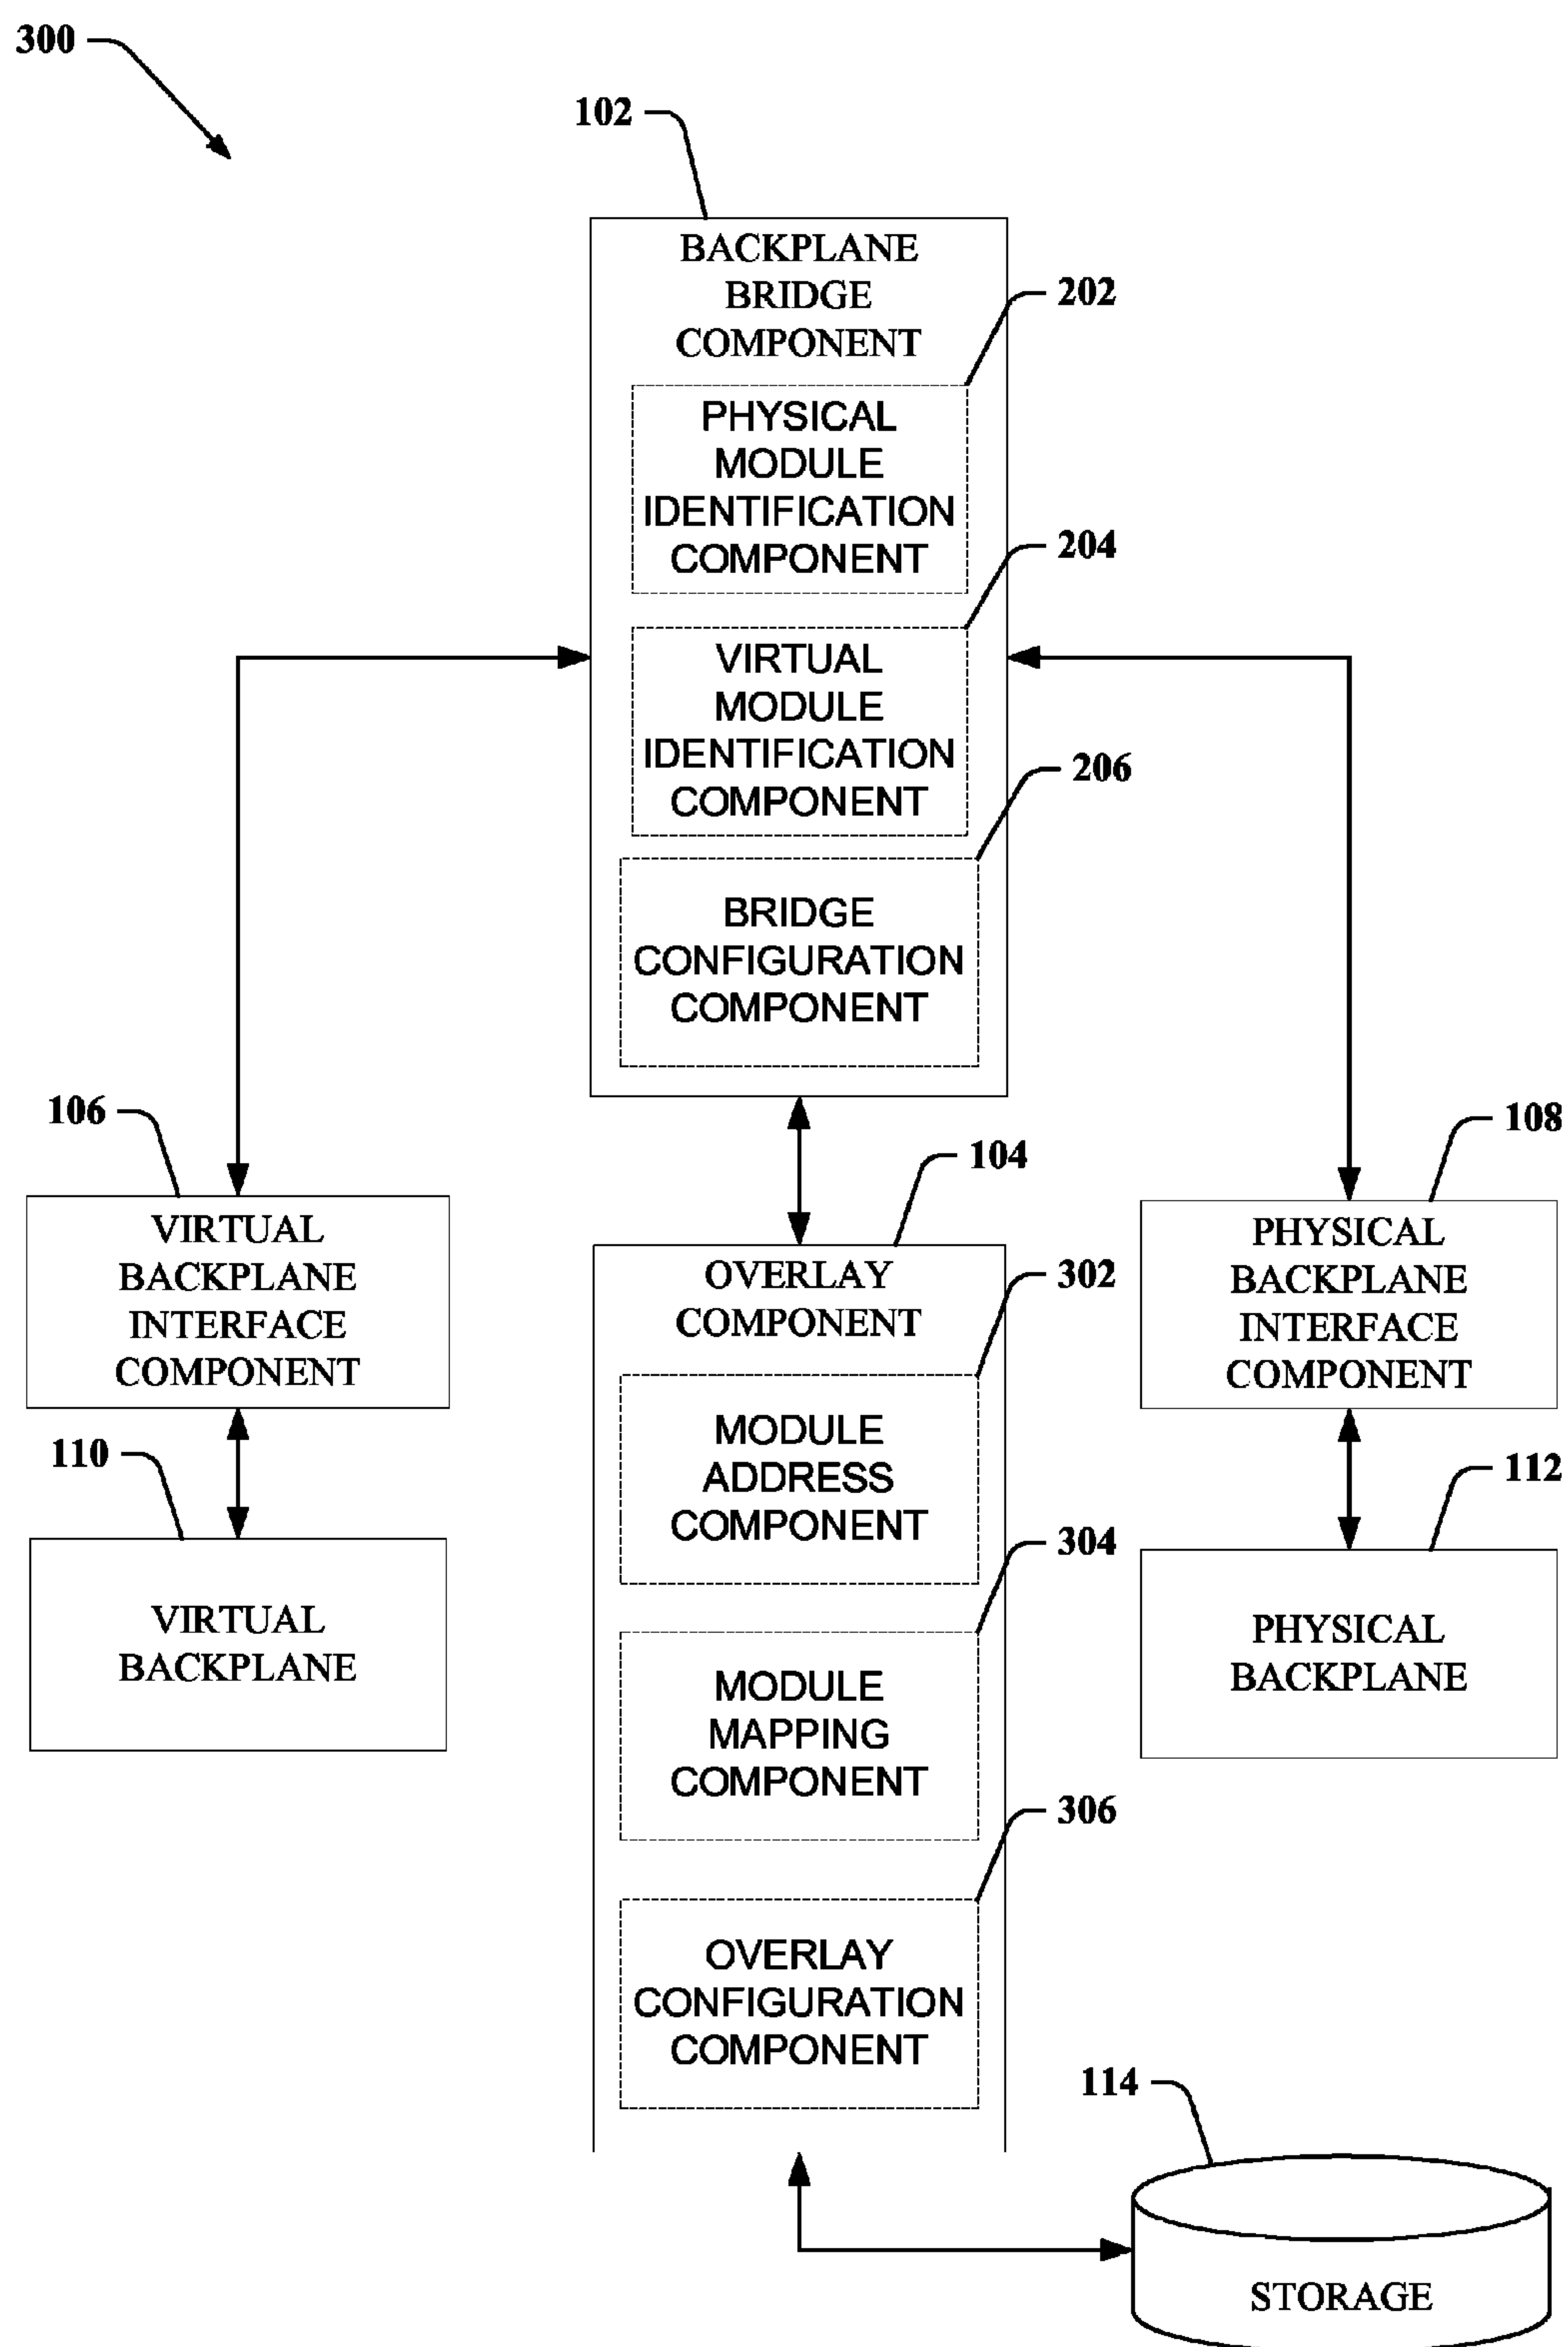 300
102
BACKPLANE
BRIDGE
COMPONENT
202
PHYSICAL
MODULE
IDENTIFICATION
COMPONENT
204
VIRTUAL
MODULE
IDENTIFICATION
COMPONENT
206
BRIDGE
CONFIGURATION
COMPONENT
106
VIRTUAL
BACKPLANE
INTERFACE
COMPONENT
110
VIRTUAL
BACKPLANE
104
OVERLAY
COMPONENT
302
MODULE
ADDRESS
COMPONENT
304
MODULE
MAPPING
COMPONENT
306
OVERLAY
CONFIGURATION
COMPONENT
108
PHYSICAL
BACKPLANE
INTERFACE
COMPONENT
112
PHYSICAL
BACKPLANE
114
STORAGE